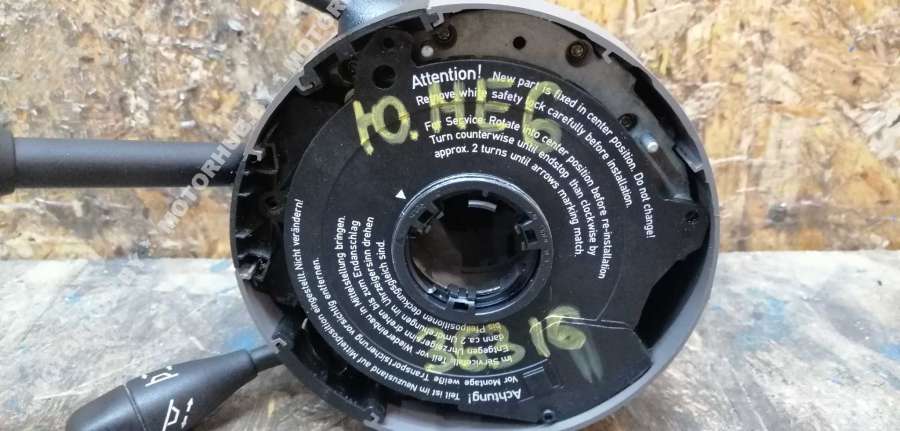 Attention! New part is fixed in center position. Do not change!
Remove white safety lock carefully before installation.
For Service: Rotate into center position before re-installation
Turn counterwise until endstop than clockwise by
approx. 2 turns until arrows marking match.
Ю. НЕБ
Achtung! Teil ist im Neuzustand auf Mittelposition eingestellt. Nicht verändern!
Vor Montage weiße Transportsicherung vorsichtig entfernen.
Im Servicefall: Teil vor Wiedereinbau in Mittelstellung bringen.
Entgegen Uhrzeigersinn drehen bis zum Endanschlag
dann ca. 2 Umdrehungen im Uhrzeigersinn drehen
bis Pfeilpositionen deckungsgleich sind.